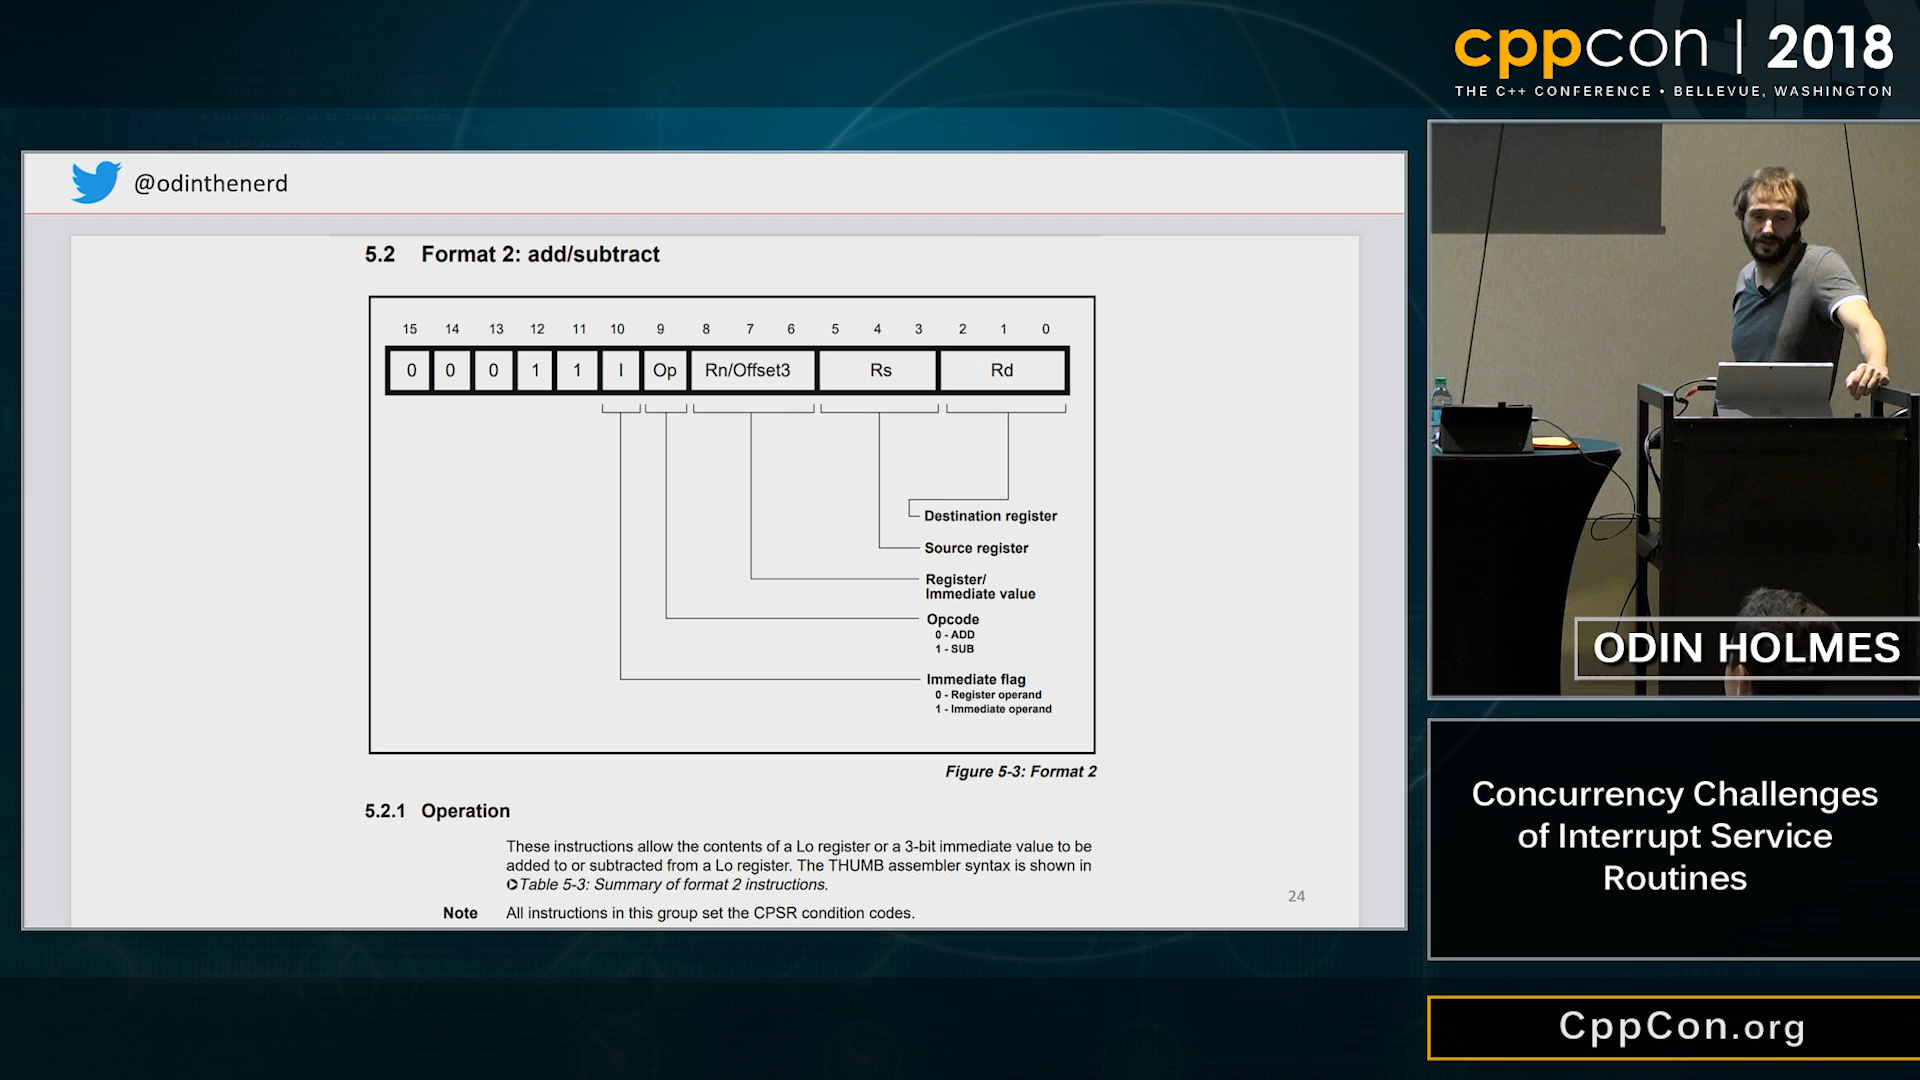 cppcon | 2018
THE C++ CONFERENCE • BELLEVUE, WASHINGTON
@odinthenerd
5.2 Format 2: add/subtract
15 14 13 12 11 10 9 8 7 6 5 4 3 2 1 0
0 0 0 1 1 I Op Rn/Offset3 Rs Rd
Destination register
Source register
Register/
Immediate value
Opcode
0 - ADD
1 - SUB
Immediate flag
0 - Register operand
1 - Immediate operand
Figure 5-3: Format 2
5.2.1 Operation
These instructions allow the contents of a Lo register or a 3-bit immediate value to be
added to or subtracted from a Lo register. The THUMB assembler syntax is shown in
Table 5-3: Summary of format 2 instructions.
Note All instructions in this group set the CPSR condition codes.
24
ODIN HOLMES
Concurrency Challenges
of Interrupt Service
Routines
CppCon.org